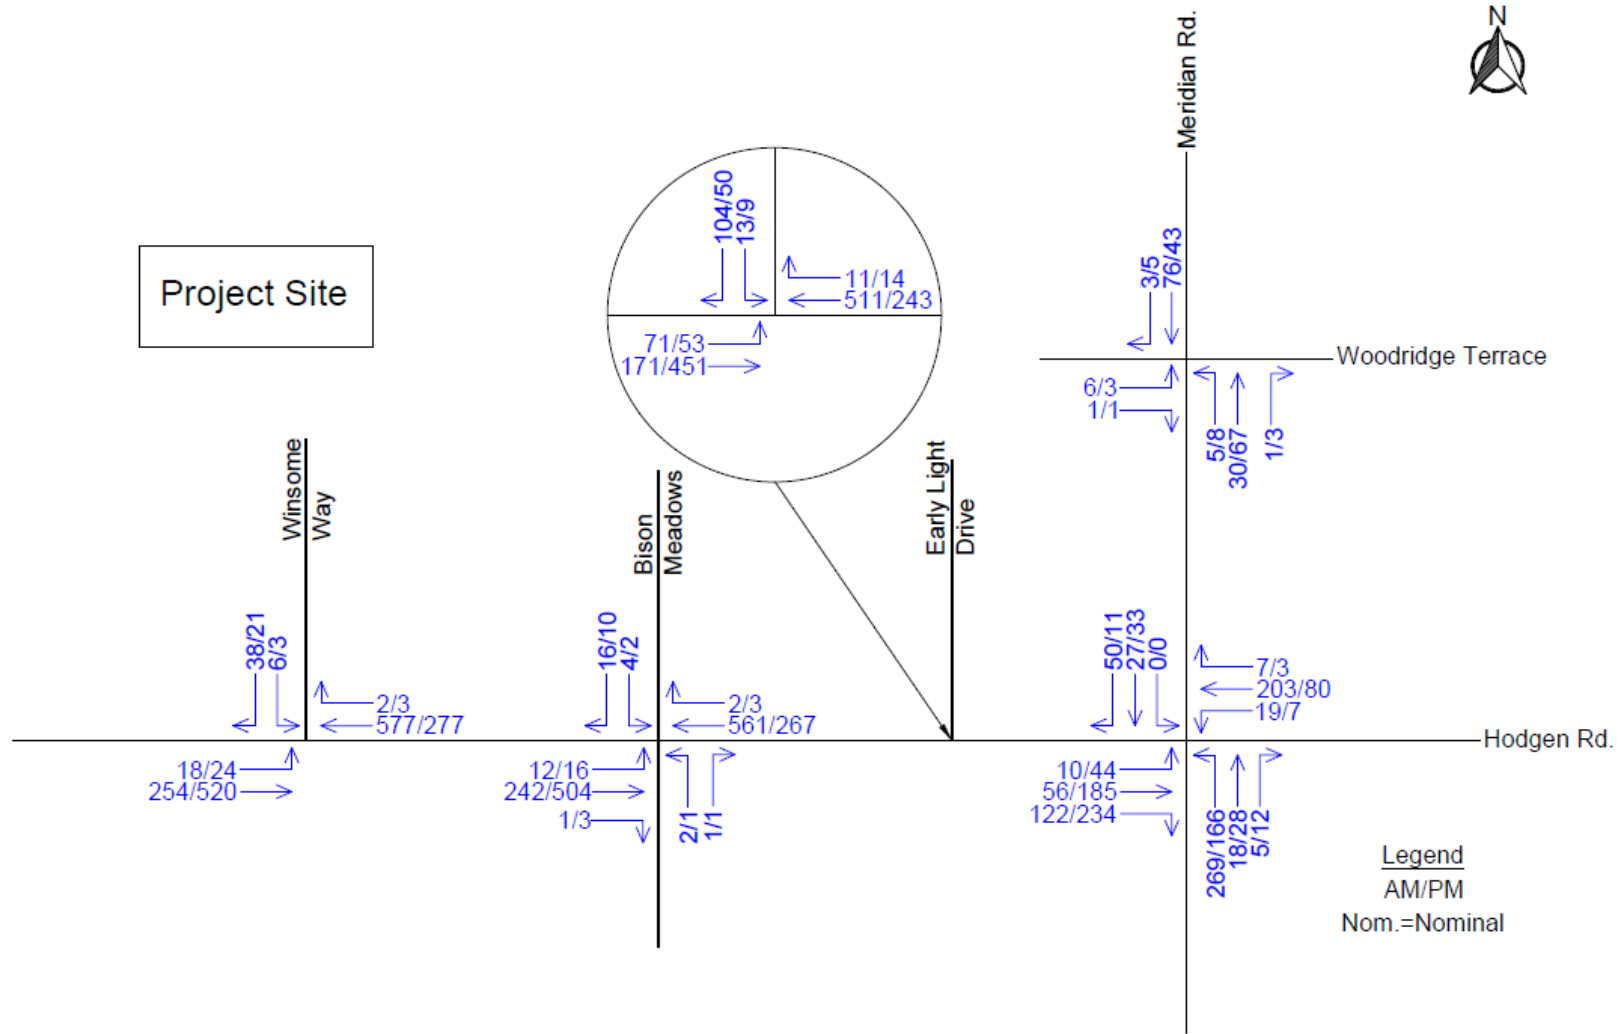 N
Meridian Rd.
Project Site
104/50
13/9
11/14
511/243
71/53
171/451
3/5
76/43
Woodridge Terrace
6/3
1/1
5/8
30/67
1/3
Winsome
Way
Bison
Meadows
Early Light
Drive
38/21
6/3
2/3
577/277
18/24
254/520
16/10
4/2
2/3
561/267
12/16
242/504
1/3
2/1
1/1
50/11
27/33
0/0
7/3
203/80
19/7
Hodgen Rd.
10/44
56/185
122/234
269/166
18/28
5/12
Legend
AM/PM
Nom.=Nominal